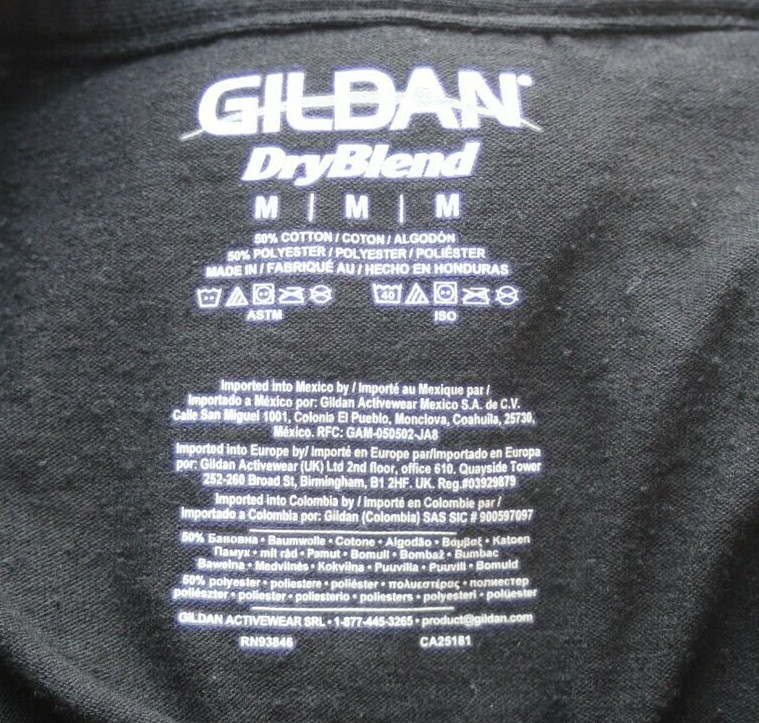 GILDAN®
DryBlend
M | M | M
50% COTTON / COTON / ALGODÓN
50% POLYESTER / POLYESTER / POLIÉSTER
MADE IN / FABRIQUÉ AU / HECHO EN HONDURAS
40
ASTM ISO
Imported into Mexico by / Importé au Mexique par /
Importado a México por: Gildan Activewear Mexico S.A. de C.V.
Calle San Miguel 1001, Colonia El Pueblo, Monclova, Coahuila, 25730,
México. RFC: GAM-050502-JA8
Imported into Europe by/ Importé en Europe par/Importado en Europa
por: Gildan Activewear (UK) Ltd 2nd floor, office 610, Quayside Tower
252-260 Broad St, Birmingham, B1 2HF. UK. Reg.#03929879
Imported into Colombia by / Importé en Colombie par /
Importado a Colombia por: Gildan (Colombia) SAS SIC # 900597097
50% Бавовна • Baumwolle • Cotone • Algodão • Βαμβαξ • Katoen
Памук • mit råd • Pamut • Bomull • Bombaž • Bumbac
Bawełna • Medvilnės • Kokvilna • Puuvilla • Puuvill • Bomuld
50% polyester • poliestere • poliéster • πολυεστέρας • полиестер
poliészter • poliester • poliesterio • poliesters • polyesteri • polüester
GILDAN ACTIVEWEAR SRL • 1-877-445-3265 • product@gildan.com
RN93846 CA25181